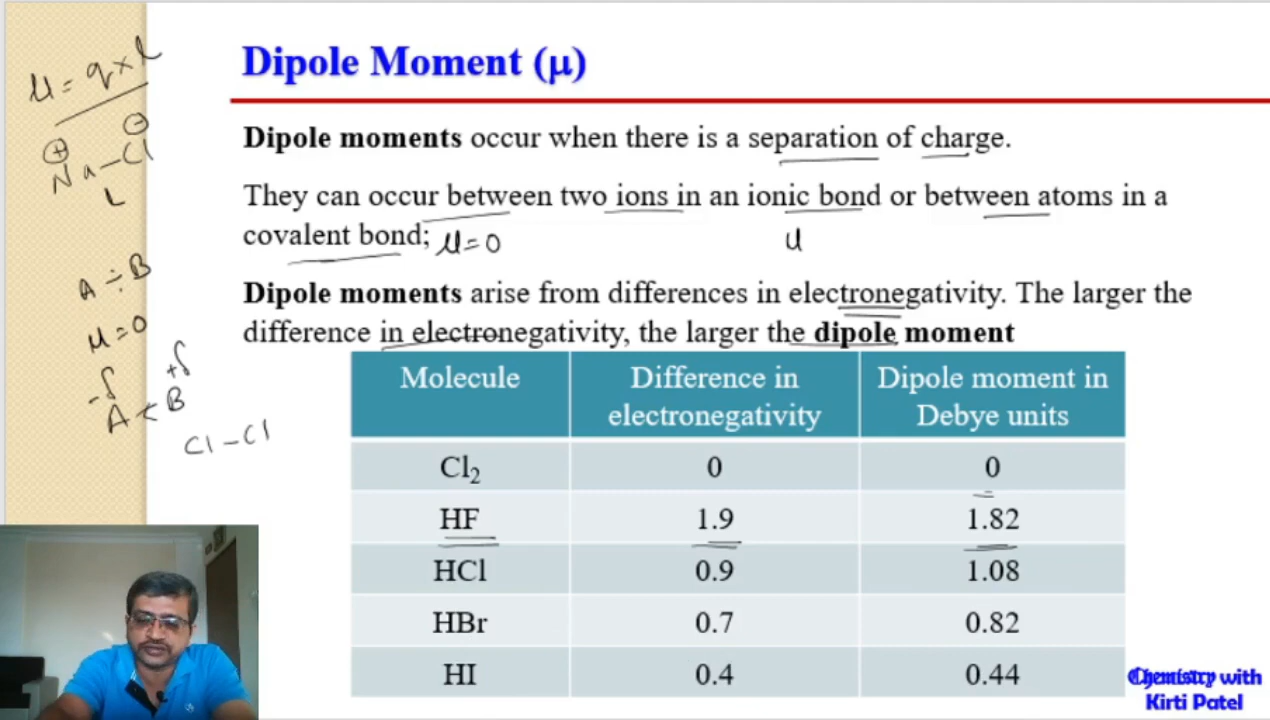 Dipole Moment (μ)
μ = q × l
⊕ ⊖
Na – Cl
L
Dipole moments occur when there is a separation of charge.
They can occur between two ions in an ionic bond or between atoms in a
covalent bond; μ=0 μ
A ÷ B
μ = 0
Dipole moments arise from differences in electronegativity. The larger the
difference in electronegativity, the larger the dipole moment
-δ +δ
A < B
Cl – Cl
Molecule Difference in electronegativity Dipole moment in Debye units
Cl₂ 0 0
HF 1.9 1.82
HCl 0.9 1.08
HBr 0.7 0.82
HI 0.4 0.44
Chemistry with
Kirti Patel